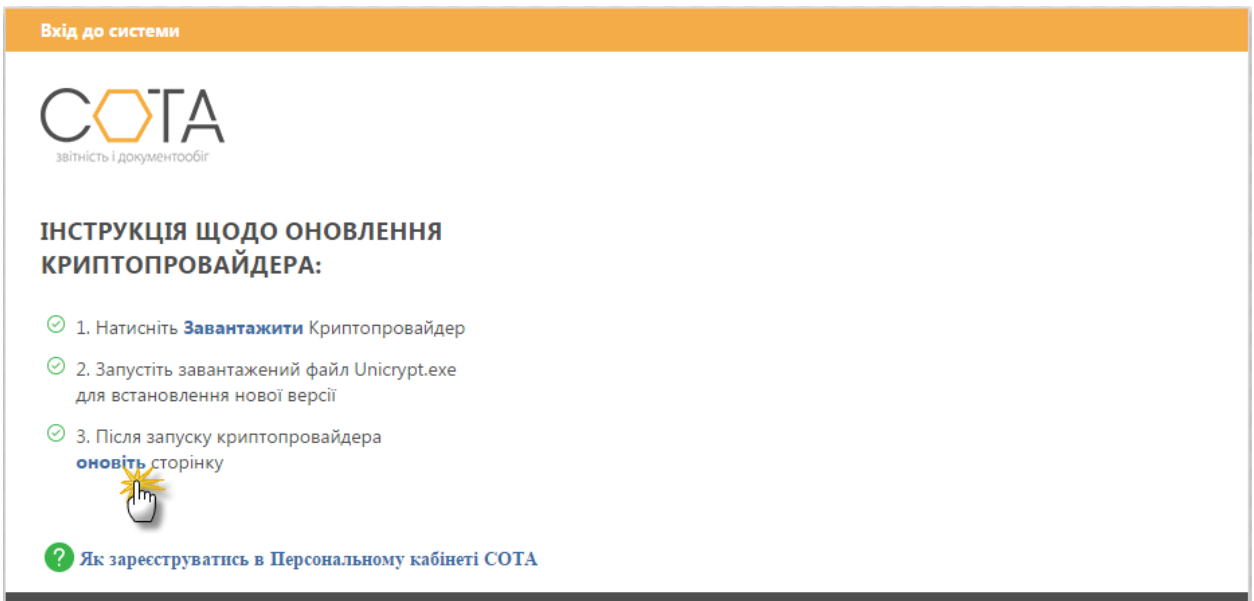 Вхід до системи
СОТА
звітність і документообіг
ІНСТРУКЦІЯ ЩОДО ОНОВЛЕННЯ
КРИПТОПРОВАЙДЕРА:
1. Натисніть Завантажити Криптопровайдер
2. Запустіть завантажений файл Unicrypt.exe
для встановлення нової версії
3. Після запуску криптопровайдера
оновіть сторінку
? Як зареєструватись в Персональному кабінеті СОТА